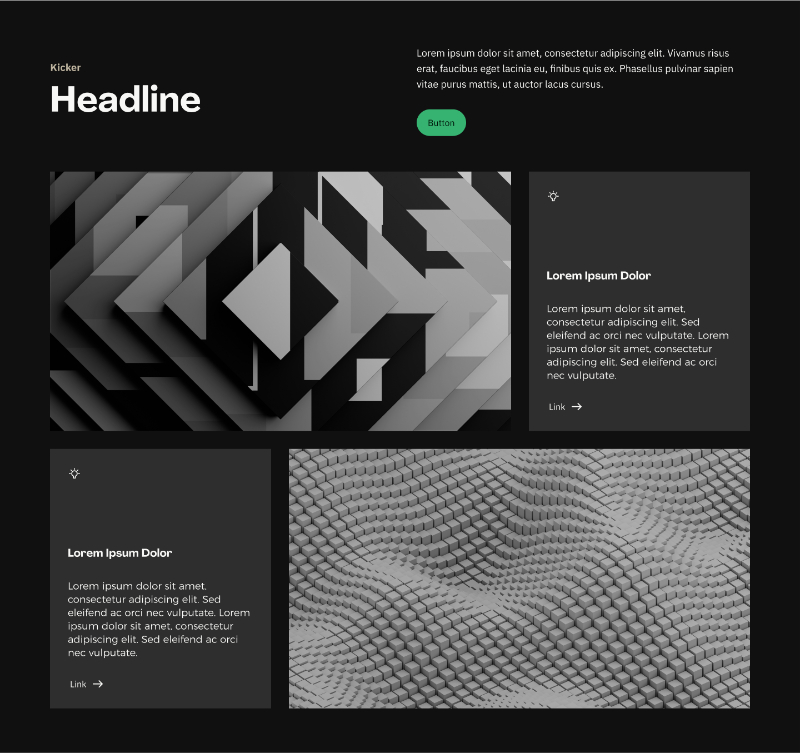 Kicker
Headline
Lorem ipsum dolor sit amet, consectetur adipiscing elit. Vivamus risus
erat, faucibus eget lacinia eu, finibus quis ex. Phasellus pulvinar sapien
vitae purus mattis, ut auctor lacus cursus.
Button
Lorem Ipsum Dolor
Lorem ipsum dolor sit amet,
consectetur adipiscing elit. Sed
eleifend ac orci nec vulputate. Lorem
ipsum dolor sit amet, consectetur
adipiscing elit. Sed eleifend ac orci
nec vulputate.
Link
Lorem Ipsum Dolor
Lorem ipsum dolor sit amet,
consectetur adipiscing elit. Sed
eleifend ac orci nec vulputate. Lorem
ipsum dolor sit amet, consectetur
adipiscing elit. Sed eleifend ac orci
nec vulputate.
Link